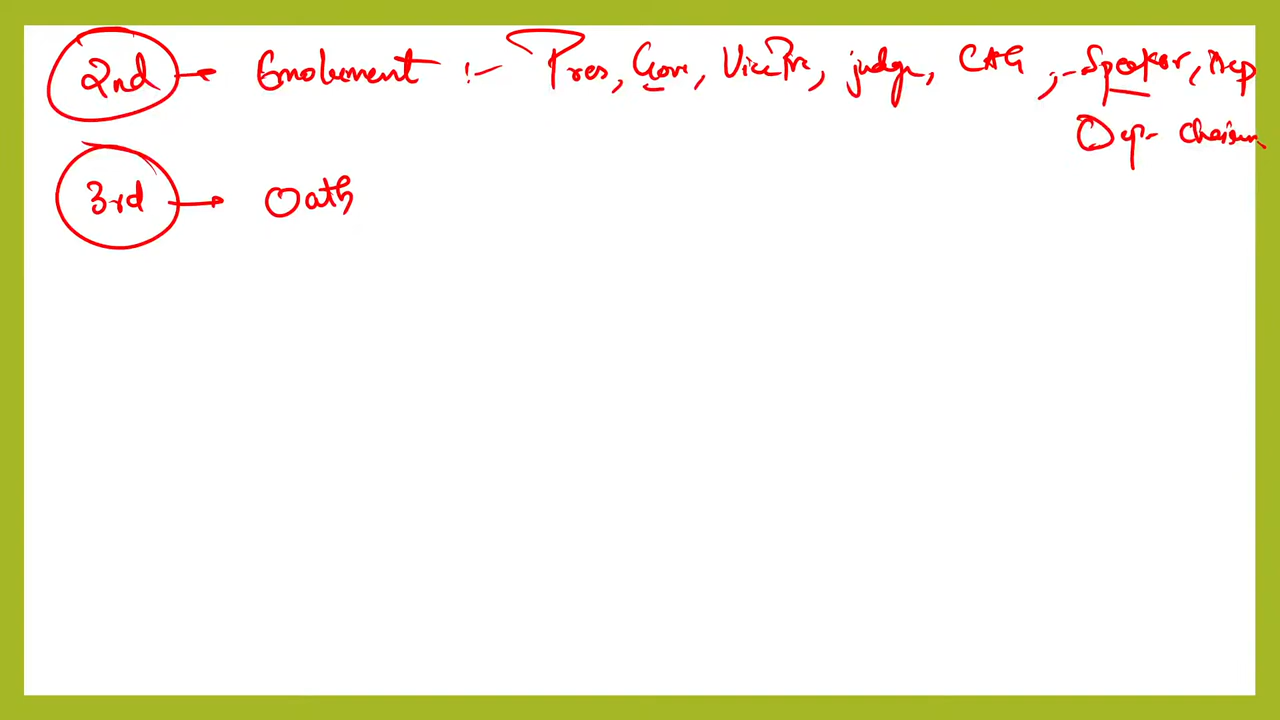 2nd → Emolument :- Pres, Gov, Vice Pr, judge, CAG, :- Speaker, Dep
Dep- Chairm
3rd → Oath